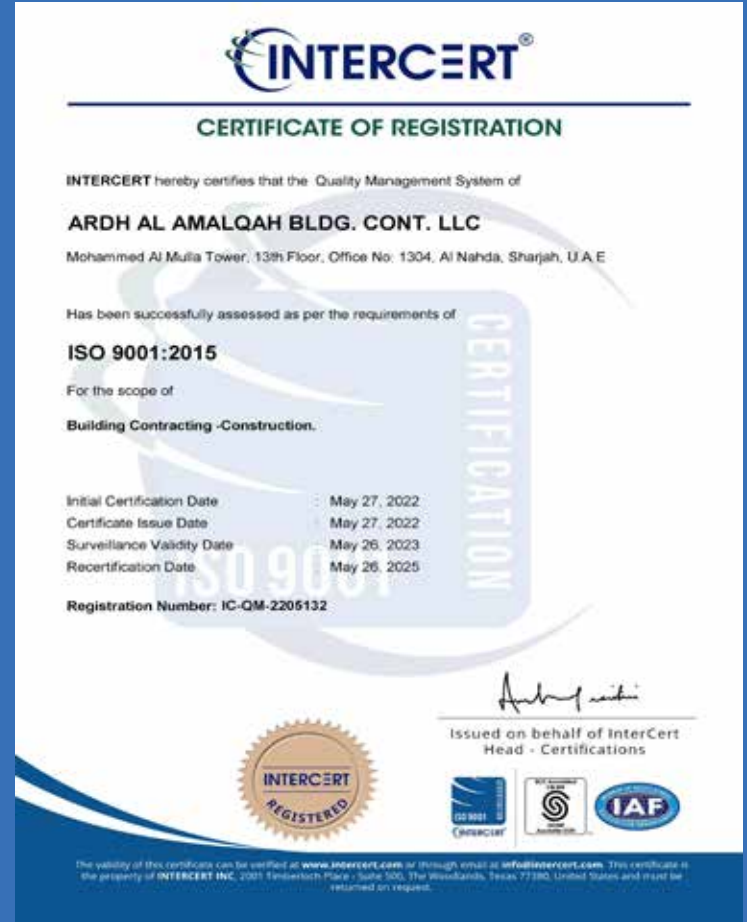 INTERCERT®
CERTIFICATE OF REGISTRATION
INTERCERT hereby certifies that the Quality Management System of
ARDH AL AMALQAH BLDG. CONT. LLC
Mohammed Al Mulla Tower, 13th Floor, Office No: 1304, Al Nahda, Sharjah, U.A.E
Has been successfully assessed as per the requirements of
ISO 9001:2015
For the scope of
Building Contracting -Construction.
Initial Certification Date : May 27, 2022
Certificate Issue Date : May 27, 2022
Surveillance Validity Date : May 26, 2023
Recertification Date : May 26, 2025
Registration Number: IC-QM-2205132
CERTIFICATION
ISO 9001
Issued on behalf of InterCert
Head - Certifications
INTERCERT
REGISTERED
ISO 9001
INTERCERT
IAF
The validity of this certificate can be verified at www.intercert.com or through email at info@intercert.com. This certificate is
the property of INTERCERT INC, 2001 Timberloch Place - Suite 500, The Woodlands, Texas 77380, United States and must be
returned on request.